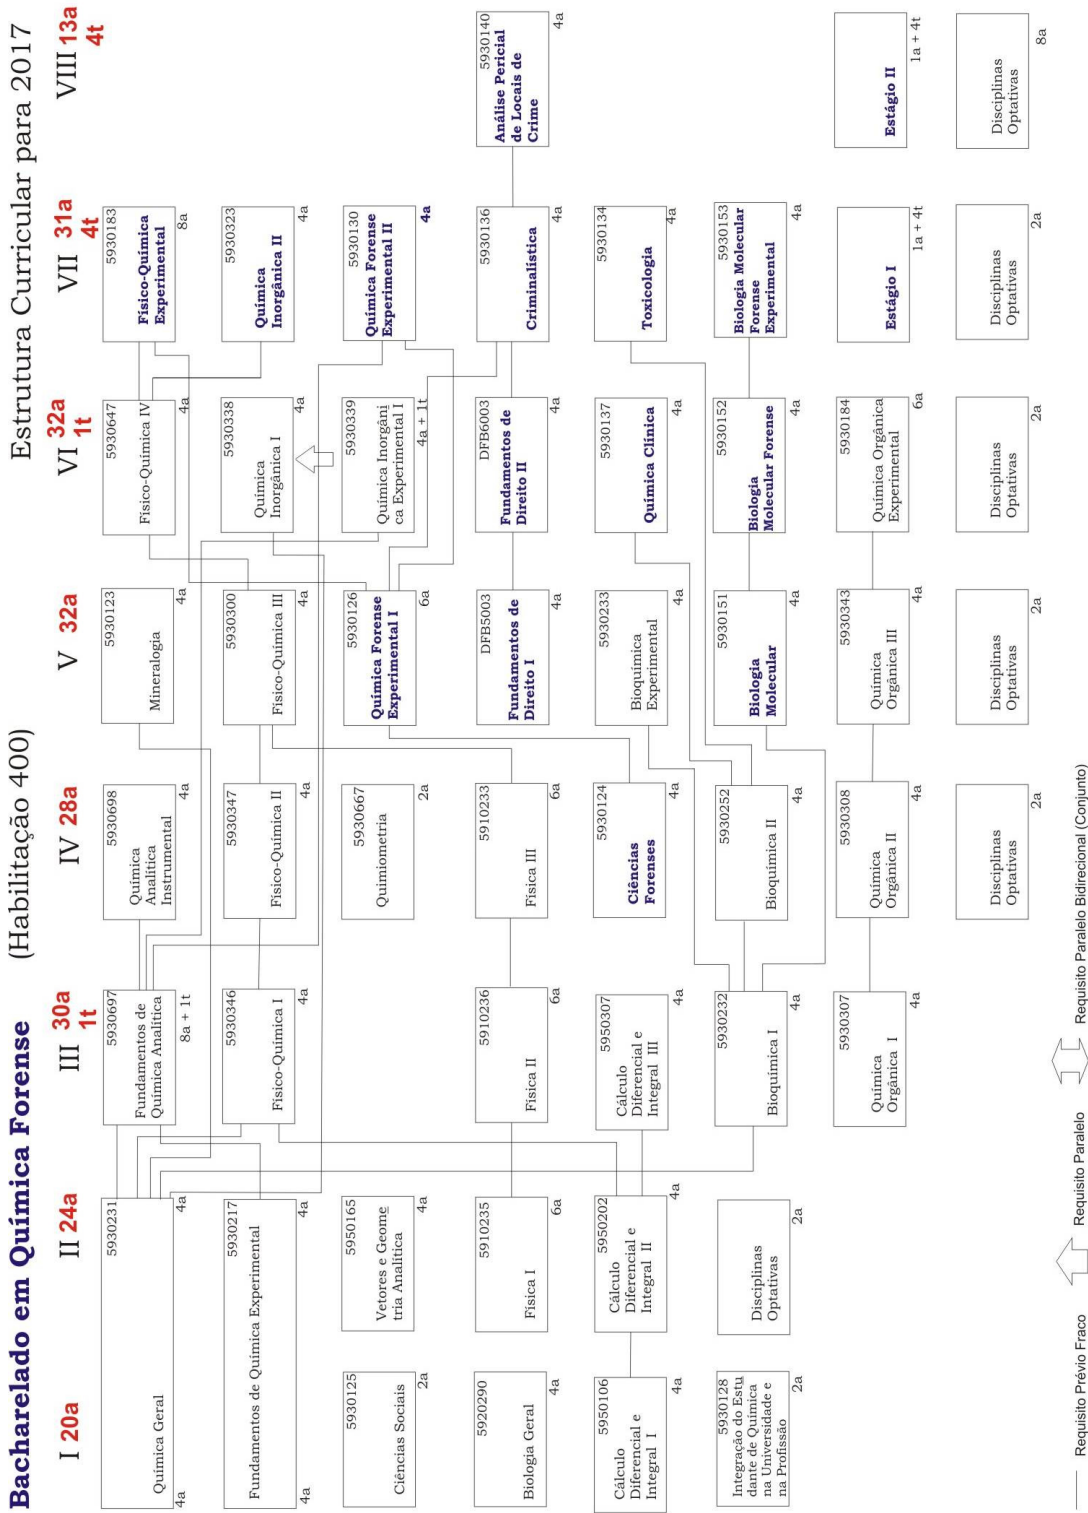 Bacharelado em Química Forense
(Habilitação 400)
Estrutura Curricular para 2017
I 20a
II 24a
III 30a
1t
IV 28a
V 32a
VI 32a
1t
VII 31a
4t
VIII 13a
4t
5930231
Química Geral
4a
4a
5930697
Fundamentos de
Química Analítica
8a + 1t
5930698
Química
Analítica
Instrumental
4a
5930123
Mineralogia
4a
5930647
Físico-Química IV
4a
5930183
Físico-Química
Experimental
8a
5930217
Fundamentos de Química Experimental
4a
4a
5930346
Físico-Química I
4a
5930347
Físico-Química II
4a
5930300
Físico-Química III
4a
5930338
Química
Inorgânica I
4a
5930323
Química
Inorgânica II
4a
5930125
Ciências Sociais
2a
5950165
Vetores e Geome
tria Analítica
4a
5930667
Quimiometria
2a
5930126
Química Forense
Experimental I
6a
5930339
Química Inorgâni
ca Experimental I
4a + 1t
5930130
Química Forense
Experimental II
4a
5920290
Biologia Geral
4a
5910235
Física I
6a
5910236
Física II
6a
5910233
Física III
6a
DFB5003
Fundamentos de
Direito I
4a
DFB6003
Fundamentos de
Direito II
4a
5930136
Criminalística
4a
5930140
Análise Pericial
de Locais de
Crime
4a
5950106
Cálculo
Diferencial e
Integral I
4a
5950202
Cálculo
Diferencial e
Integral II
4a
5950307
Cálculo
Diferencial e
Integral III
4a
5930124
Ciências
Forenses
4a
5930233
Bioquímica
Experimental
4a
5930137
Química Clínica
4a
5930134
Toxicologia
4a
5930128
Integração do Estu
dante de Química
na Universidade e
na Profissão
2a
Disciplinas
Optativas
2a
5930232
Bioquímica I
4a
5930252
Bioquímica II
4a
5930151
Biologia
Molecular
4a
5930152
Biologia
Molecular Forense
4a
5930153
Biologia Molecular
Forense
Experimental
4a
5930307
Química
Orgânica I
4a
5930308
Química
Orgânica II
4a
5930343
Química
Orgânica III
4a
5930184
Química Orgânica
Experimental
6a
Estágio I
1a + 4t
Estágio II
1a + 4t
Disciplinas
Optativas
2a
Disciplinas
Optativas
2a
Disciplinas
Optativas
2a
Disciplinas
Optativas
2a
Disciplinas
Optativas
8a
Requisito Prévio Fraco
Requisito Paralelo
Requisito Paralelo Bidirecional (Conjunto)